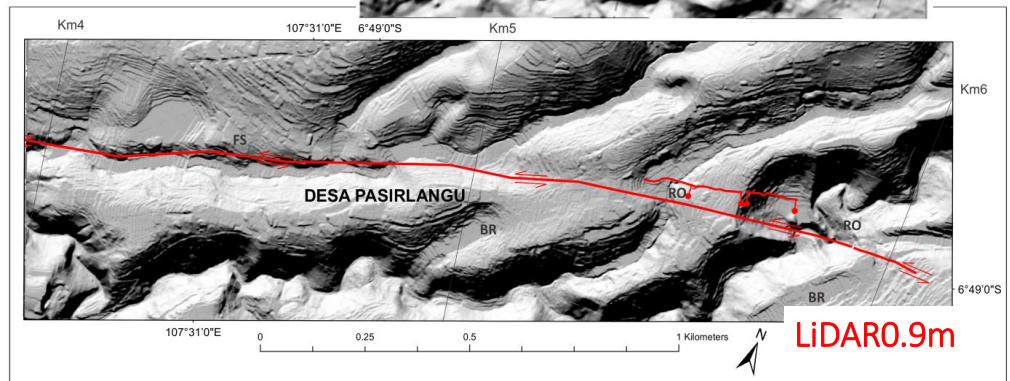 Km4
107°31'0"E 6°49'0"S
Km5
Km6
FS
DESA PASIRLANGU
RO
BR
RO
BR
6°49'0"S
107°31'0"E
0 0.25 0.5 1 Kilometers
N
LiDAR0.9m